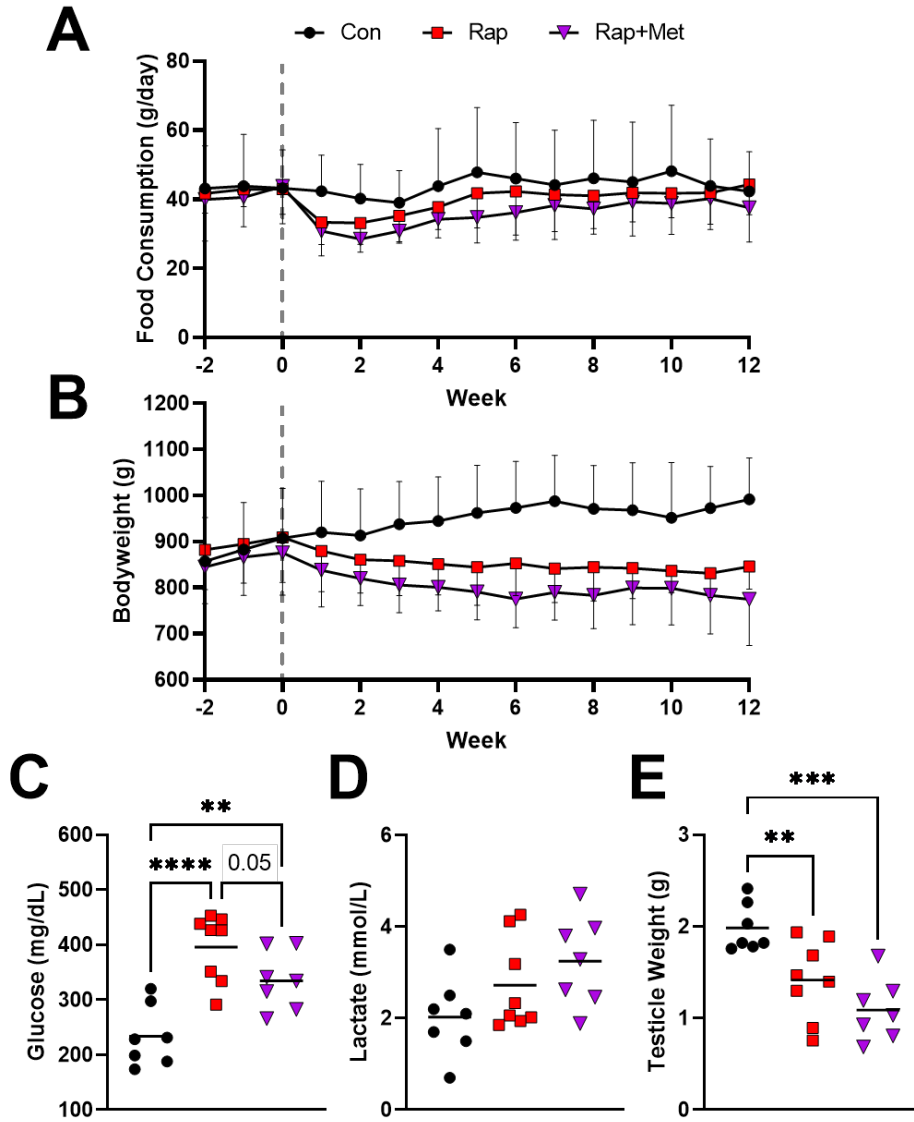 A
Con Rap Rap+Met
Food Consumption (g/day)
80
60
40
20
0
-2 0 2 4 6 8 10 12
Week
B
Bodyweight (g)
1200
1100
1000
900
800
700
600
-2 0 2 4 6 8 10 12
Week
C
Glucose (mg/dL)
600
500
400
300
200
100
**
**** 0.05
D
Lactate (mmol/L)
6
4
2
0
E
Testicle Weight (g)
3
2
1
0
***
**